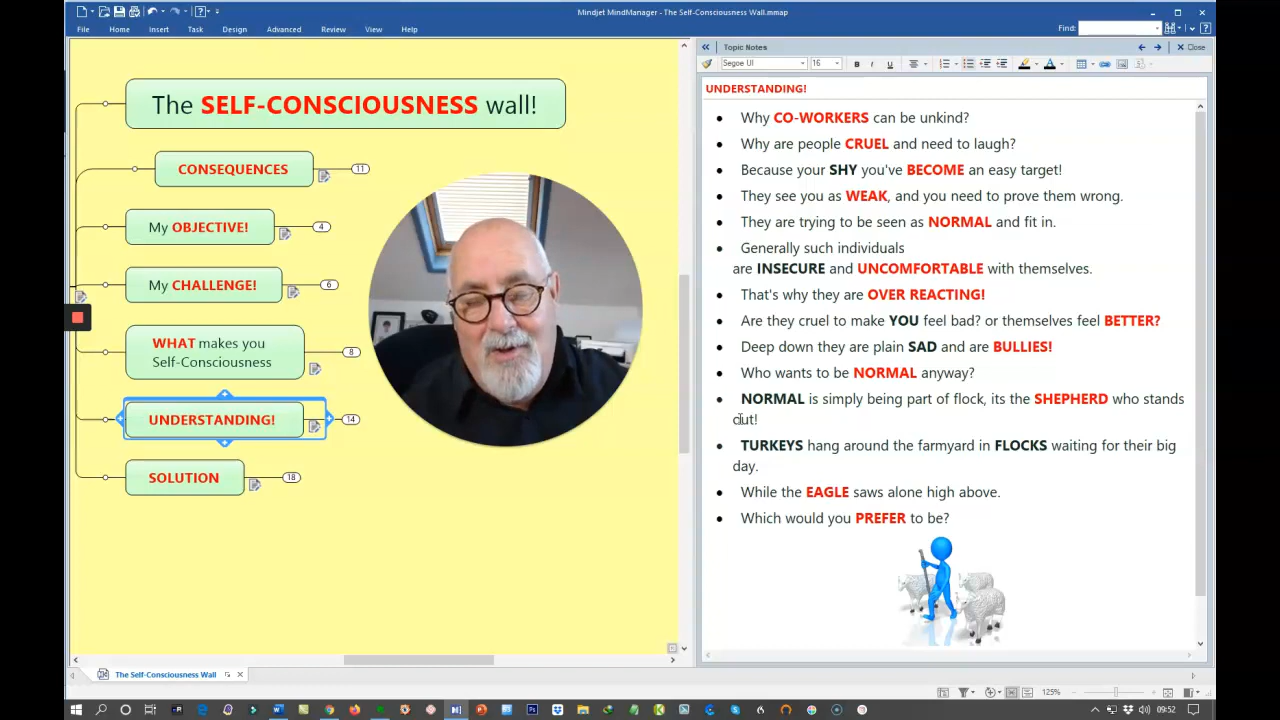 Mindjet MindManager - The Self-Consciousness Wall.mmap
File Home Insert Task Design Advanced Review View Help
Find:
The SELF-CONSCIOUSNESS wall!
CONSEQUENCES
11
My OBJECTIVE!
4
My CHALLENGE!
6
WHAT makes you
Self-Consciousness
8
UNDERSTANDING!
14
SOLUTION
18
Topic Notes
Close
Segoe UI 16 B I U
UNDERSTANDING!
Why CO-WORKERS can be unkind?
Why are people CRUEL and need to laugh?
Because your SHY you've BECOME an easy target!
They see you as WEAK, and you need to prove them wrong.
They are trying to be seen as NORMAL and fit in.
Generally such individuals
are INSECURE and UNCOMFORTABLE with themselves.
That's why they are OVER REACTING!
Are they cruel to make YOU feel bad? or themselves feel BETTER?
Deep down they are plain SAD and are BULLIES!
Who wants to be NORMAL anyway?
NORMAL is simply being part of flock, its the SHEPHERD who stands
out!
TURKEYS hang around the farmyard in FLOCKS waiting for their big
day.
While the EAGLE saws alone high above.
Which would you PREFER to be?
The Self-Consciousness Wall
125%
09:52